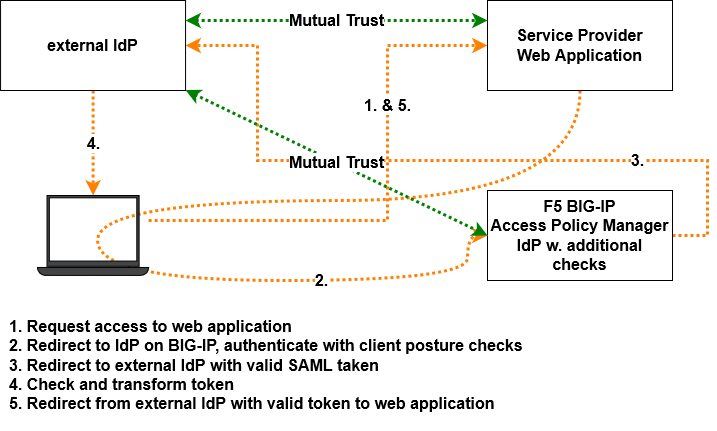 Mutual Trust
external IdP
Service Provider
Web Application
1. & 5.
4.
Mutual Trust
3.
F5 BIG-IP
Access Policy Manager
IdP w. additional
checks
2.
1. Request access to web application
2. Redirect to IdP on BIG-IP, authenticate with client posture checks
3. Redirect to external IdP with valid SAML taken
4. Check and transform token
5. Redirect from external IdP with valid token to web application